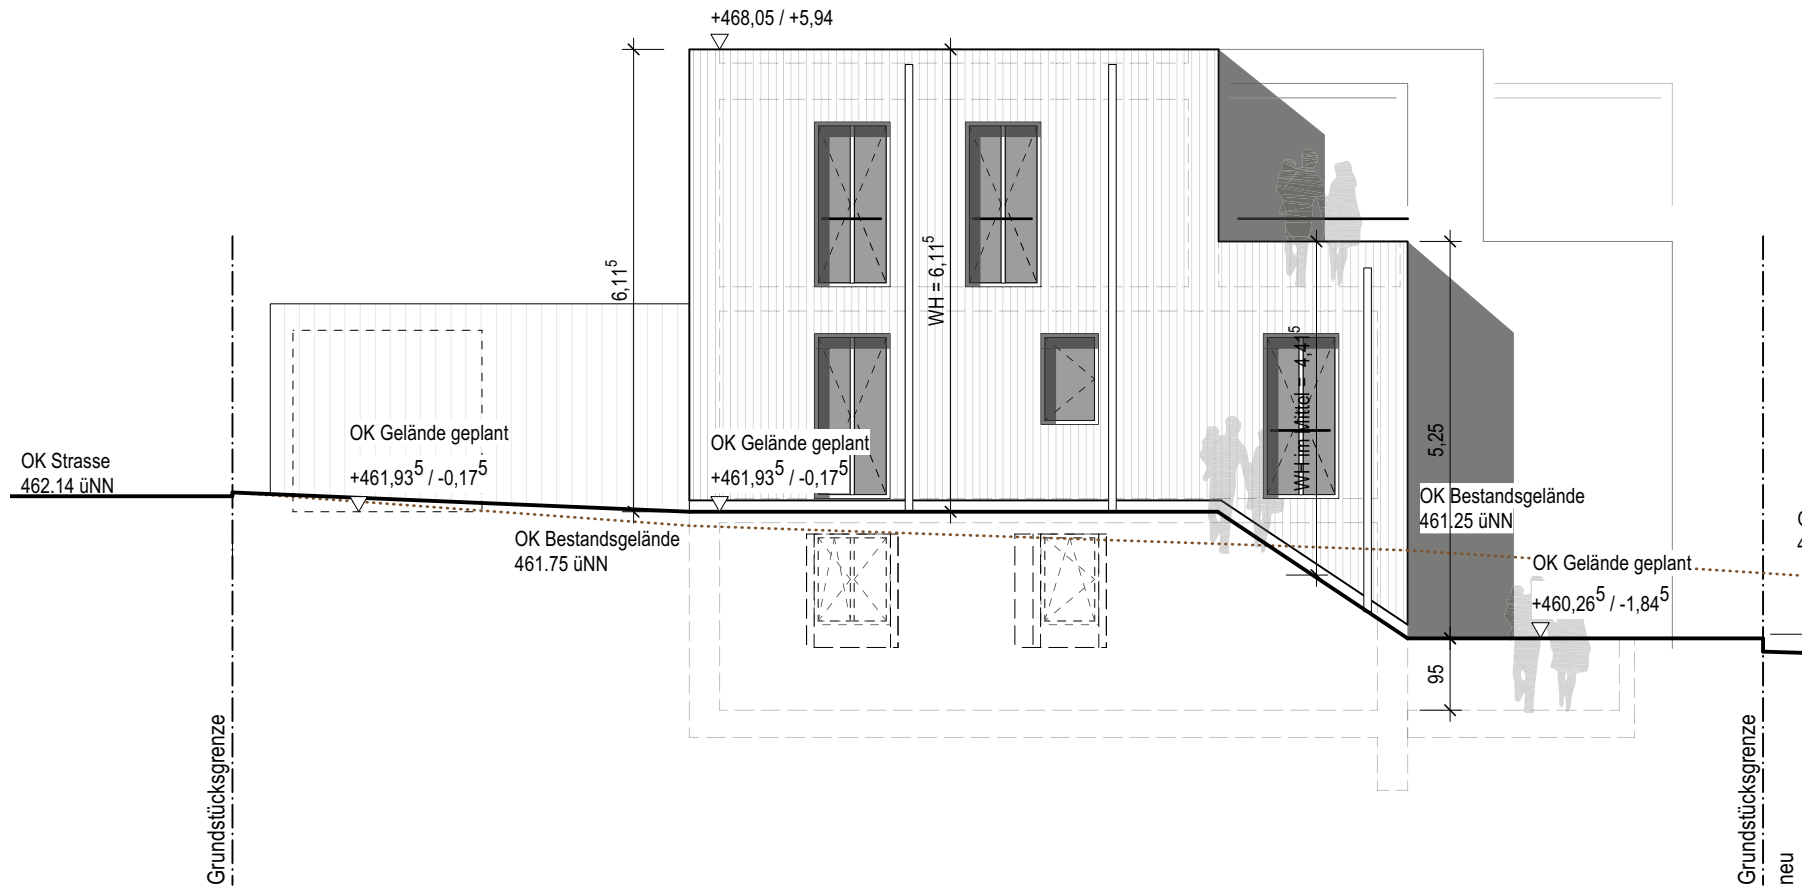 +468,05 / +5,94
6,11⁵
WH = 6,11⁵
WH im Mittel = 4,41⁵
5,25
OK Gelände geplant
+461,93⁵ / -0,17⁵
OK Gelände geplant
+461,93⁵ / -0,17⁵
OK Strasse
462.14 üNN
OK Bestandsgelände
461.25 üNN
OK Bestandsgelände
461.75 üNN
OK Gelände geplant
+460,26⁵ / -1,84⁵
95
Grundstücksgrenze
Grundstücksgrenze
neu